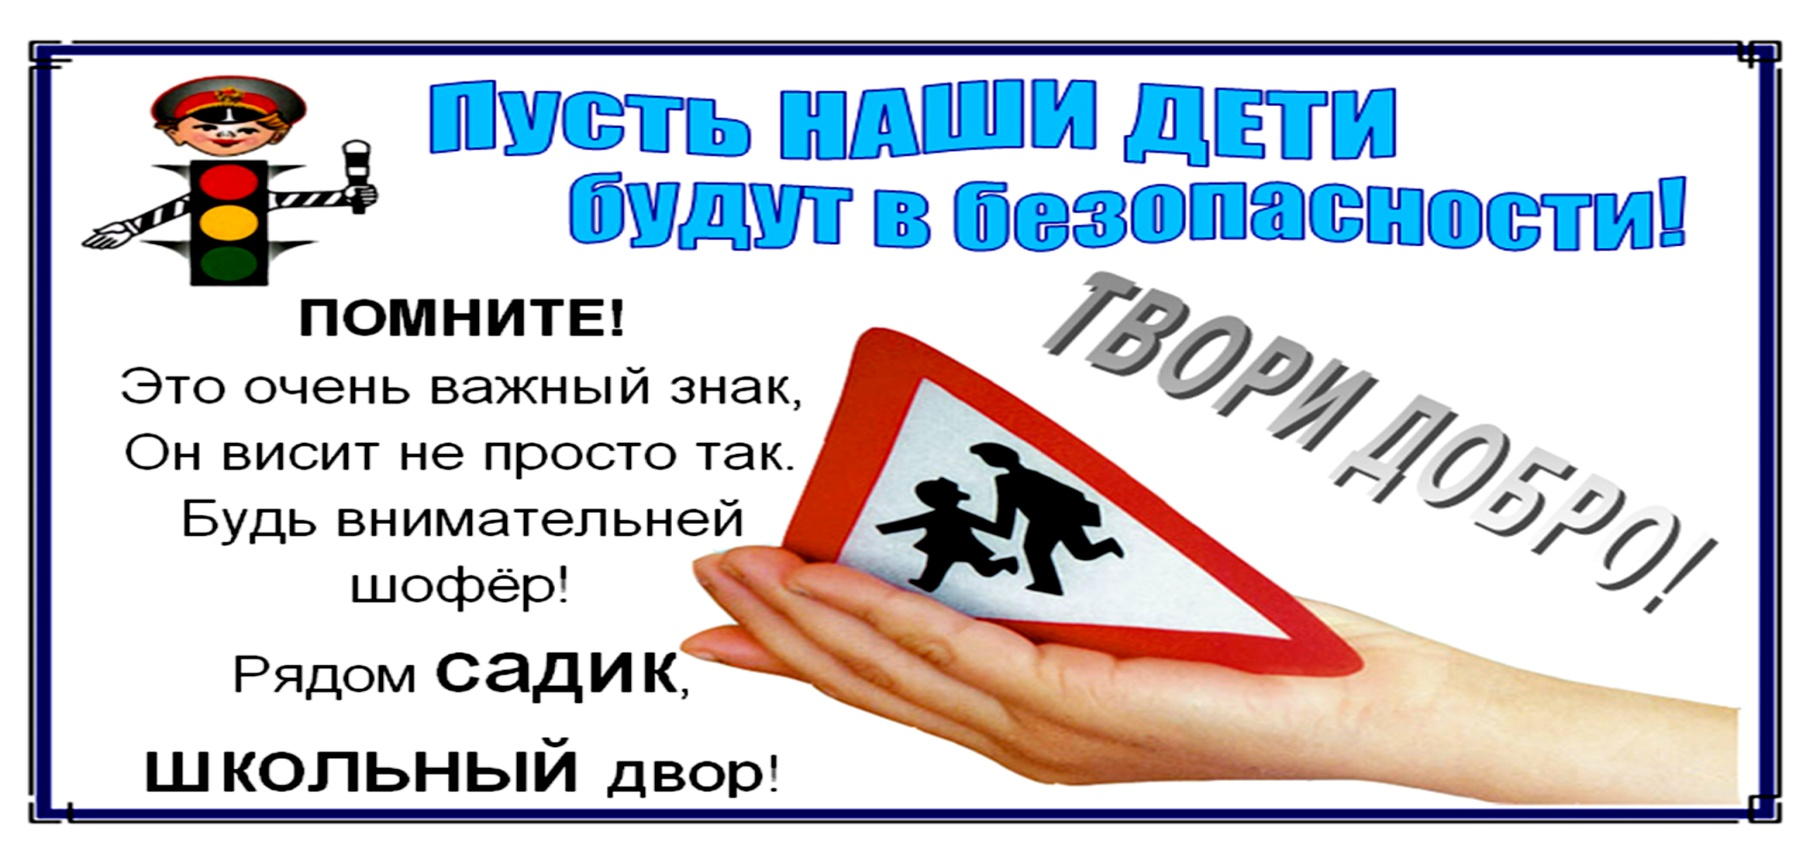 Пусть НАШИ ДЕТИ
будут в безопасности!
ТВОРИ ДОБРО!
ПОМНИТЕ!
Это очень важный знак,
Он висит не просто так.
Будь внимательней
шофёр!
Рядом садик,
ШКОЛЬНЫЙ двор!